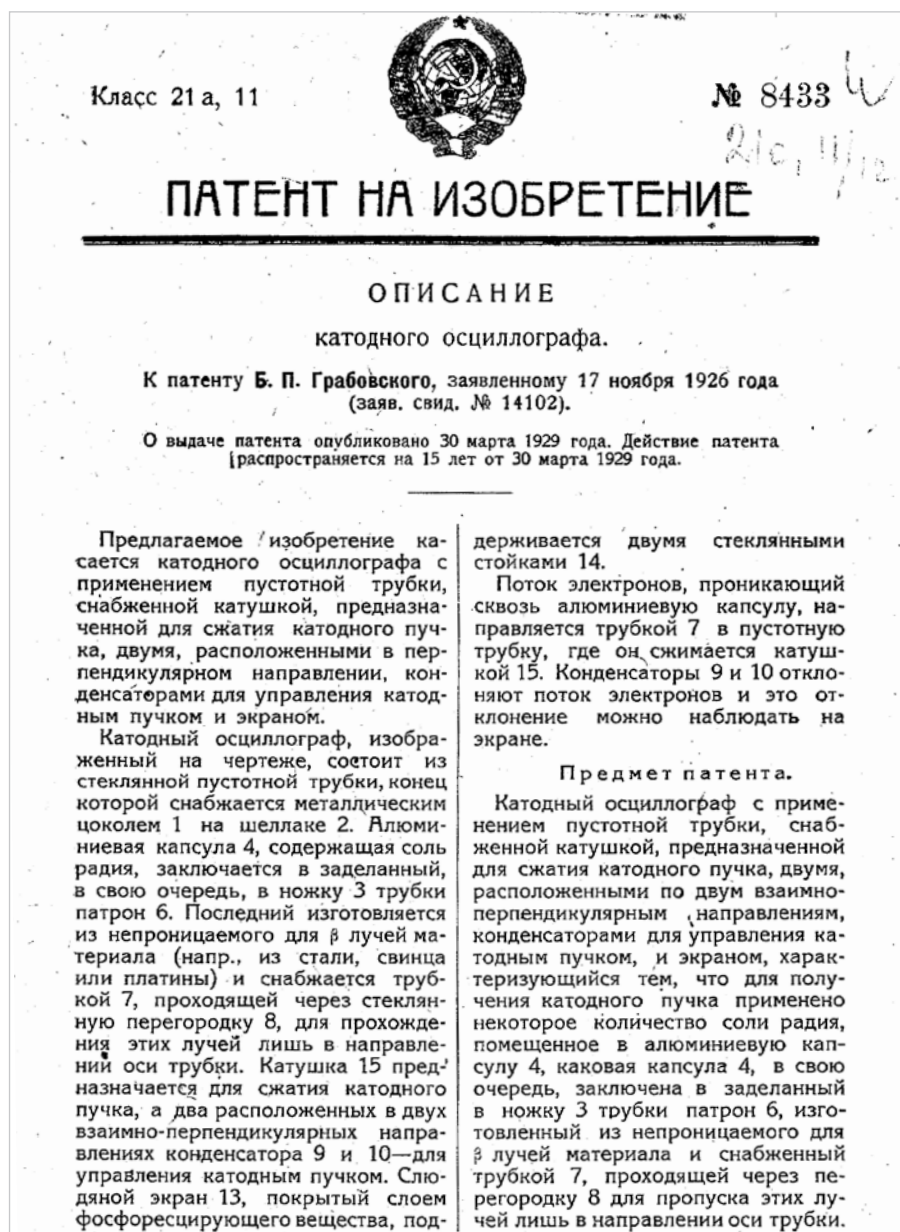 Класс 21 а, 11
№ 8433
21с, 11/12
ПАТЕНТ НА ИЗОБРЕТЕНИЕ
ОПИСАНИЕ
катодного осциллографа.
К патенту Б. П. Грабовского, заявленному 17 ноября 1926 года
(заяв. свид. № 14102).
О выдаче патента опубликовано 30 марта 1929 года. Действие патента
распространяется на 15 лет от 30 марта 1929 года.
Предлагаемое изобретение ка-
сается катодного осциллографа с
применением пустотной трубки,
снабженной катушкой, предназна-
ченной для сжатия катодного пуч-
ка, двумя, расположенными в пер-
пендикулярном направлении, кон-
денсаторами для управления катод-
ным пучком и экраном.
Катодный осциллограф, изобра-
женный на чертеже, состоит из
стеклянной пустотной трубки, конец
которой снабжается металлическим
цоколем 1 на шеллаке 2. Алюми-
ниевая капсула 4, содержащая соль
радия, заключается в заделанный,
в свою очередь, в ножку 3 трубки
патрон 6. Последний изготовляется
из непроницаемого для β лучей ма-
териала (напр., из стали, свинца
или платины) и снабжается труб-
кой 7, проходящей через стеклян-
ную перегородку 8, для прохожде-
ния этих лучей лишь в направле-
нии оси трубки. Катушка 15 пред-
назначается для сжатия катодного
пучка, а два расположенных в двух
взаимно-перпендикулярных напра-
влениях конденсатора 9 и 10—для
управления катодным пучком. Слю-
дяной экран 13, покрытый слоем
фосфоресцирующего вещества, под-
держивается двумя стеклянными
стойками 14.
Поток электронов, проникающий
сквозь алюминиевую капсулу, на-
правляется трубкой 7 в пустотную
трубку, где он сжимается катуш-
кой 15. Конденсаторы 9 и 10 откло-
няют поток электронов и это от-
клонение можно наблюдать на
экране.
Предмет патента.
Катодный осциллограф с приме-
нением пустотной трубки, снаб-
женной катушкой, предназначенной
для сжатия катодного пучка, двумя,
расположенными по двум взаимно-
перпендикулярным направлениям,
конденсаторами для управления ка-
тодным пучком, и экраном, харак-
теризующийся тем, что для полу-
чения катодного пучка применено
некоторое количество соли радия,
помещенное в алюминиевую кап-
сулу 4, каковая капсула 4, в свою
очередь, заключена в заделанный
в ножку 3 трубки патрон 6, изго-
товленный из непроницаемого для
β лучей материала и снабженный
трубкой 7, проходящей через пе-
регородку 8 для пропуска этих лу-
чей лишь в направлении оси трубки.